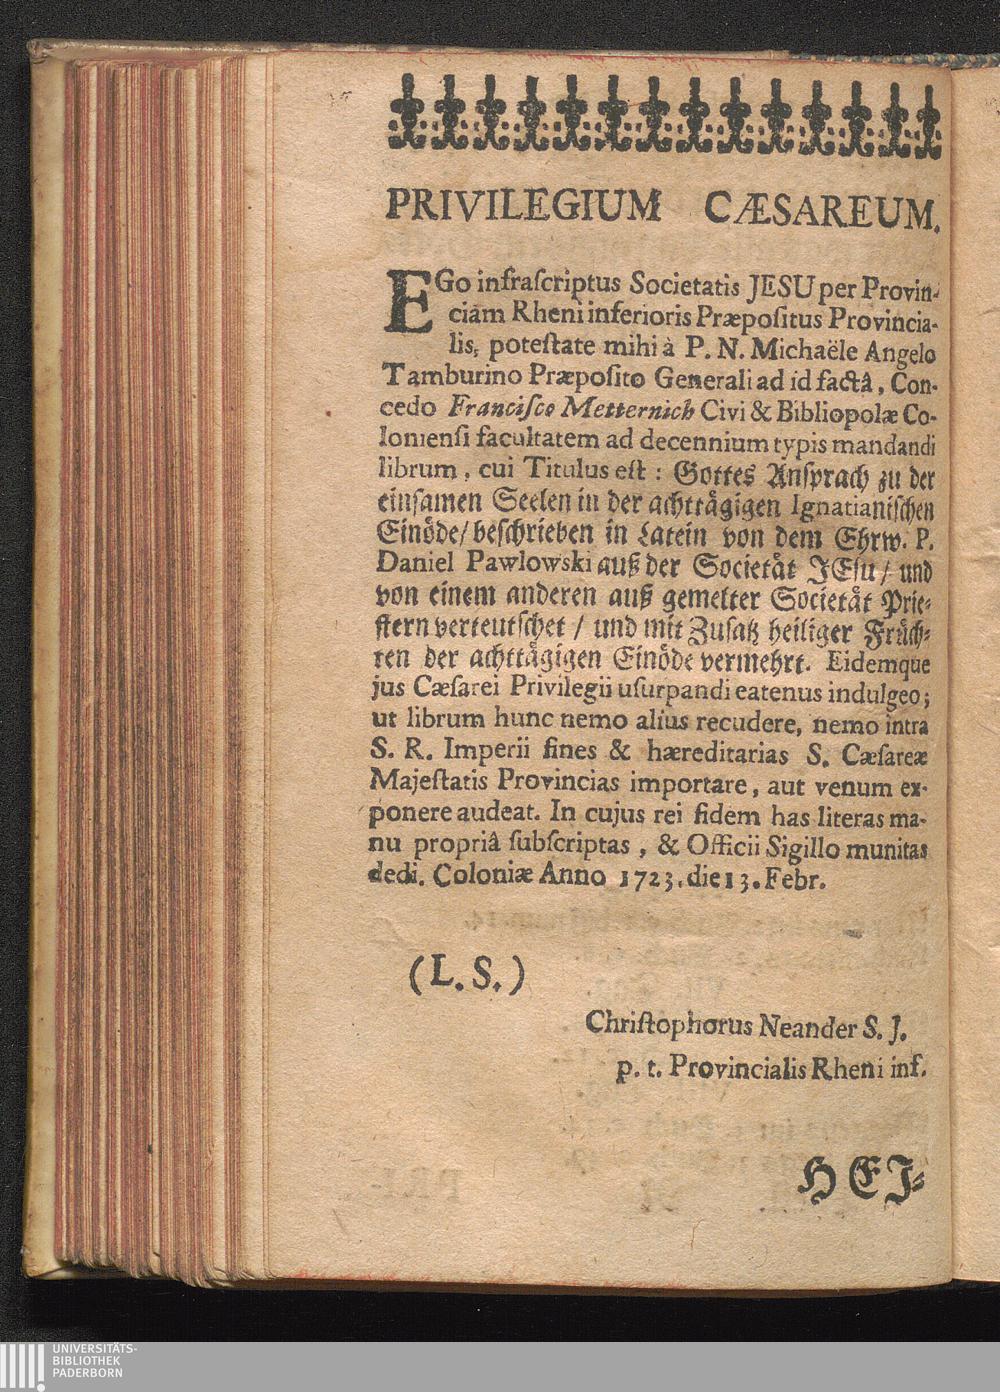 PRIVILEGIUM CÆSAREUM.
EGo infraſcriptus Societatis JESU per Provin-
ciam Rheni inferioris Præpoſitus Provincia-
lis, poteſtate mihi à P. N. Michaële Angelo
Tamburino Præpoſito Generali ad id factâ, Con-
cedo Franciſco Metternich Civi & Bibliopolæ Co-
lonienſi facultatem ad decennium typis mandandi
librum, cui Titulus eſt: Gottes Anſprach zu der
einſamen Seelen in der achttägigen Ignatianiſchen
Einöde/ beſchrieben in Latein von dem Ehrw. P.
Daniel Pawlowski auß der Societät JEſu/ und
von einem anderen auß gemelter Societät Prie-
ſtern verteutſchet/ und mit Zuſatz heiliger Früch-
ten der achttägigen Einöde vermehrt. Eidemque
jus Cæſarei Privilegii uſurpandi eatenus indulgeo;
ut librum hunc nemo alius recudere, nemo intra
S. R. Imperii fines & hæreditarias S. Cæſareæ
Majeſtatis Provincias importare, aut venum ex-
ponere audeat. In cujus rei fidem has literas ma-
nu propriâ ſubſcriptas, & Officii Sigillo munitas
dedi. Coloniæ Anno 1723. die 13. Febr.
(L. S.)
Chriſtophorus Neander S. J.
p. t. Provincialis Rheni inf.
HEJ-
UNIVERSITÄTS-
BIBLIOTHEK
PADERBORN